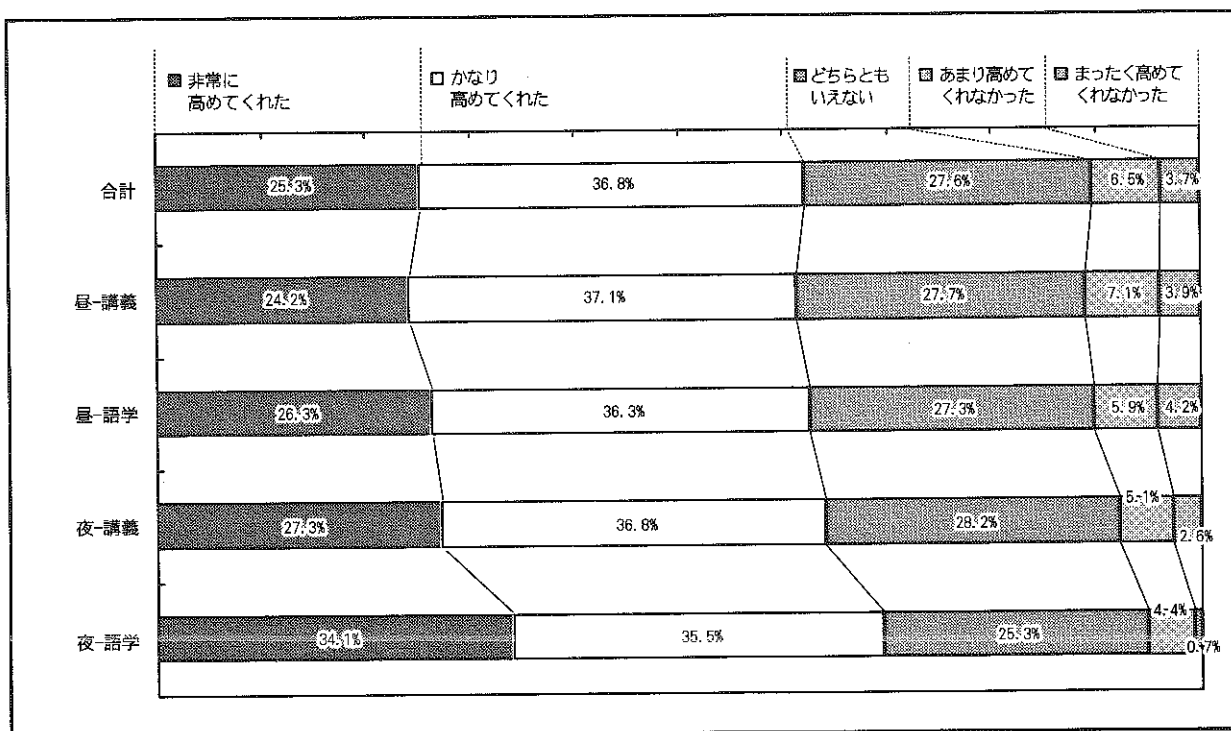 ■ 非常に
高めてくれた
□ かなり
高めてくれた
■ どちらとも
いえない
■ あまり高めて
くれなかった
■ まったく高めて
くれなかった
合計 25.3% 36.8% 27.6% 6.5% 3.7%
昼-講義 24.2% 37.1% 27.7% 7.1% 3.9%
昼-語学 26.3% 36.3% 27.3% 5.9% 4.2%
夜-講義 27.3% 36.8% 28.2% 5.1% 2.6%
夜-語学 34.1% 35.5% 25.3% 4.4% 0.7%